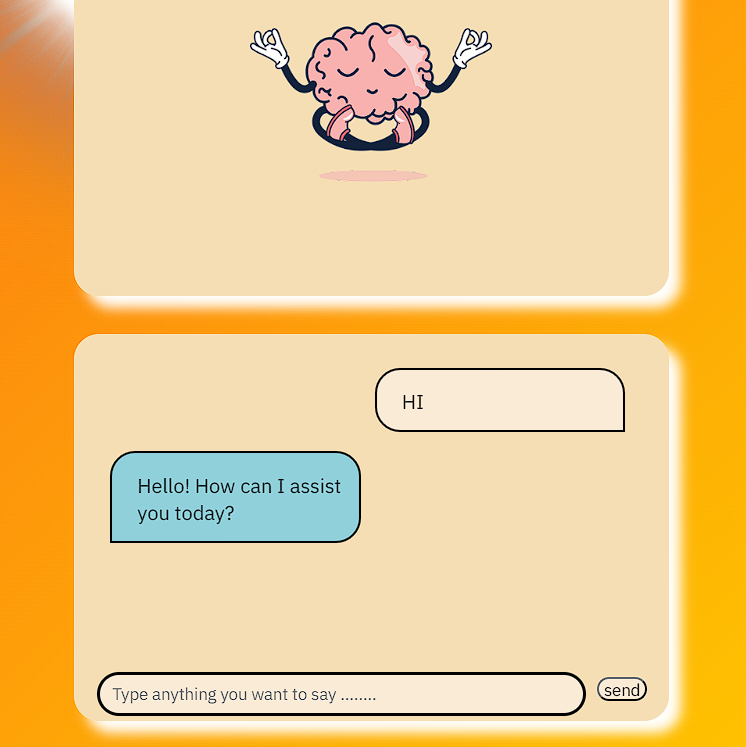 HI
Hello! How can I assist
you today?
Type anything you want to say ........
send